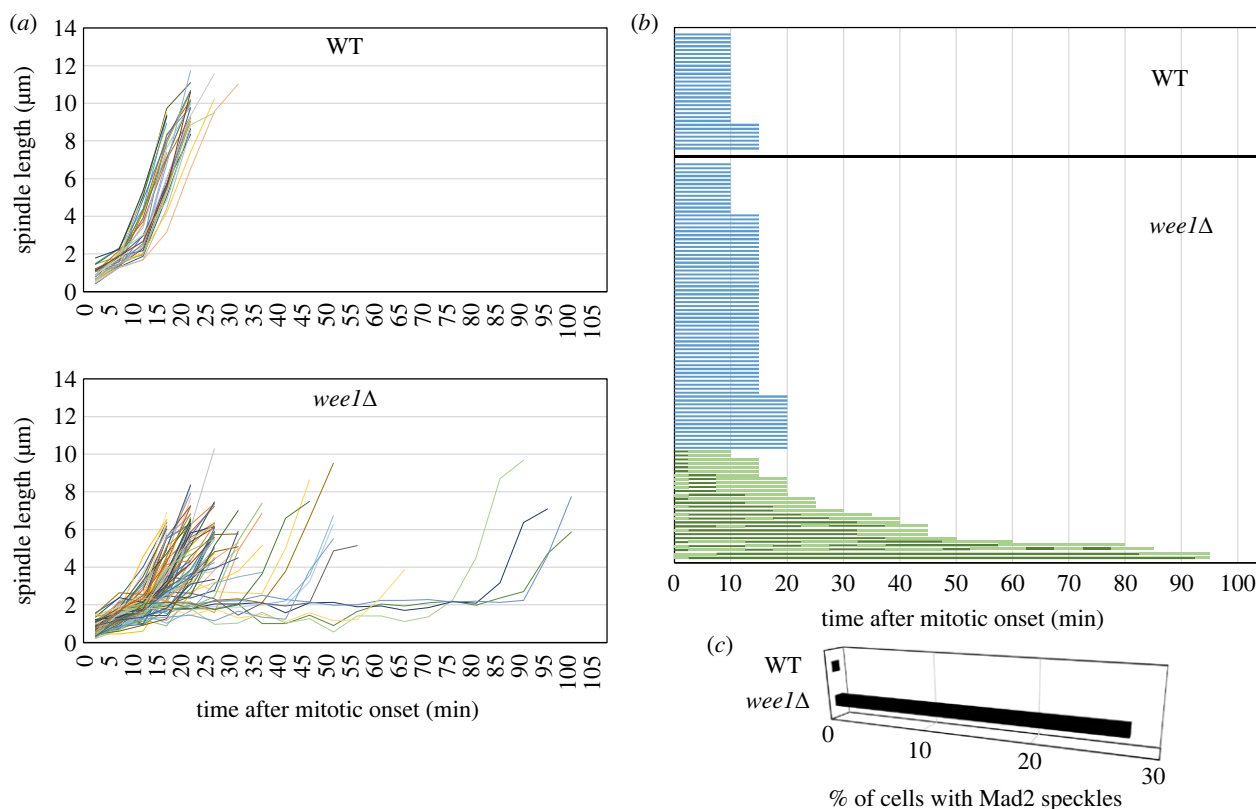 (a)
WT
spindle length (µm)
14
12
10
8
6
4
2
0
0 5 10 15 20 25 30 35 40 45 50 55 60 65 70 75 80 85 90 95 100 105
wee1Δ
spindle length (µm)
14
12
10
8
6
4
2
0
0 5 10 15 20 25 30 35 40 45 50 55 60 65 70 75 80 85 90 95 100 105
time after mitotic onset (min)
(b)
WT
wee1Δ
0 10 20 30 40 50 60 70 80 90 100
time after mitotic onset (min)
(c)
WT
wee1Δ
0 10 20 30
% of cells with Mad2 speckles